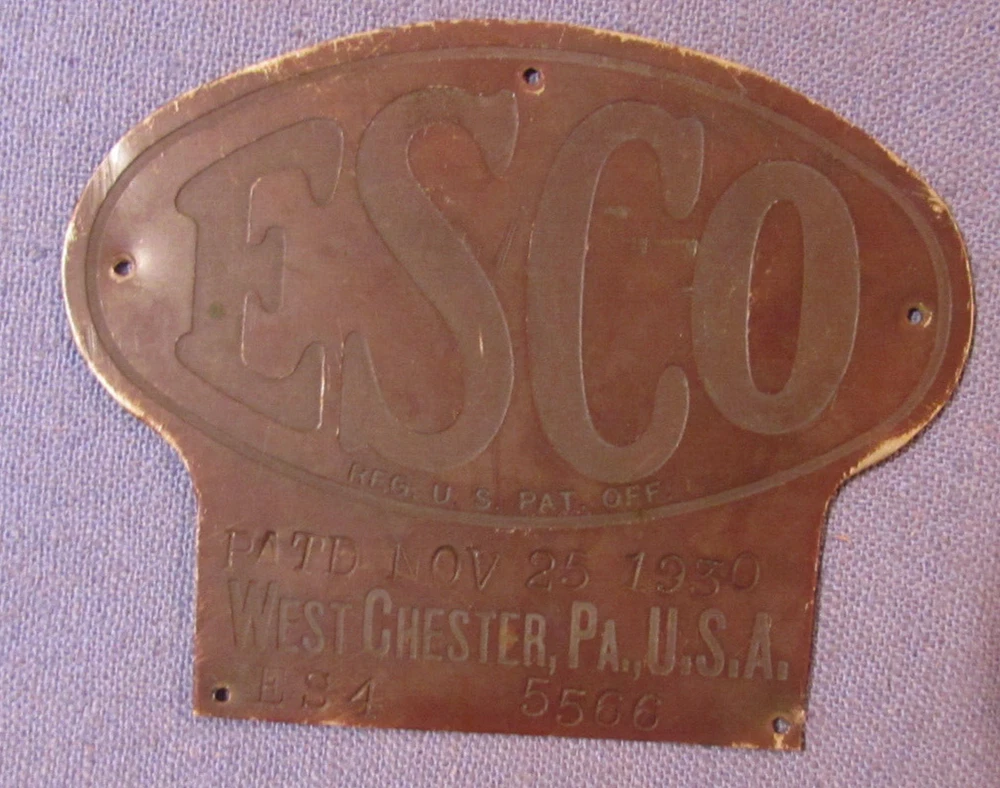 ESCO
REG. U. S. PAT. OFF.
PATD NOV 25 1930
WEST CHESTER, PA., U.S.A.
ES4 5566